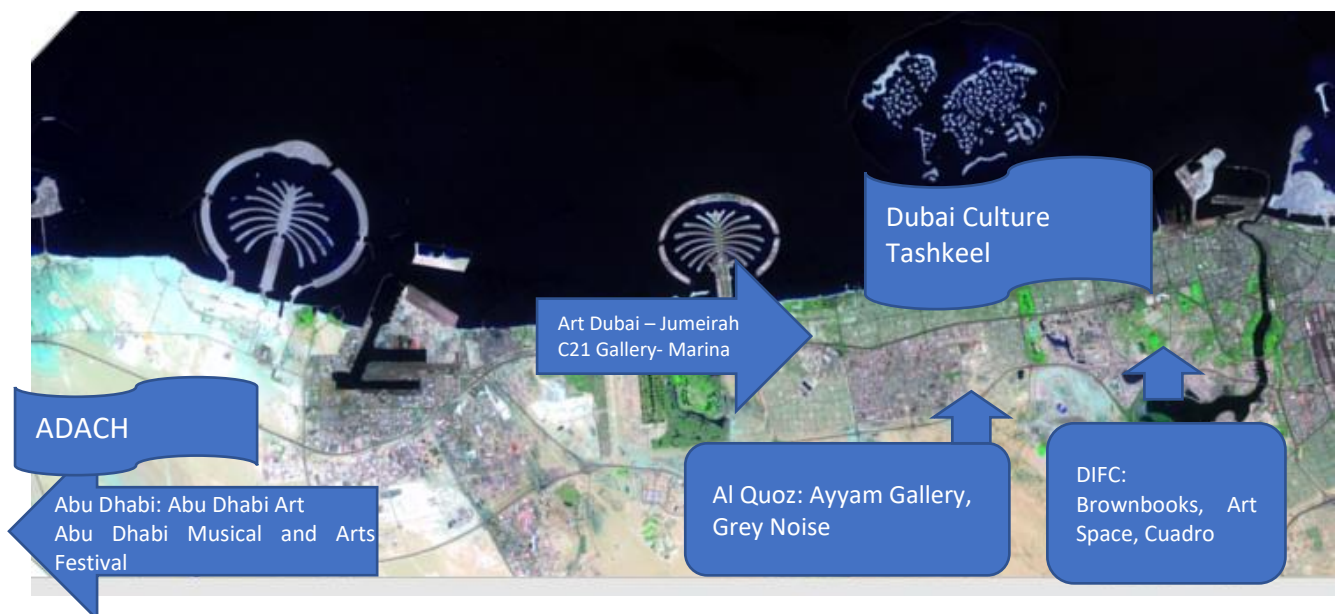 Dubai Culture
Tashkeel
Art Dubai – Jumeirah
C21 Gallery- Marina
ADACH
Abu Dhabi: Abu Dhabi Art
Abu Dhabi Musical and Arts
Festival
Al Quoz: Ayyam Gallery,
Grey Noise
DIFC:
Brownbooks, Art
Space, Cuadro